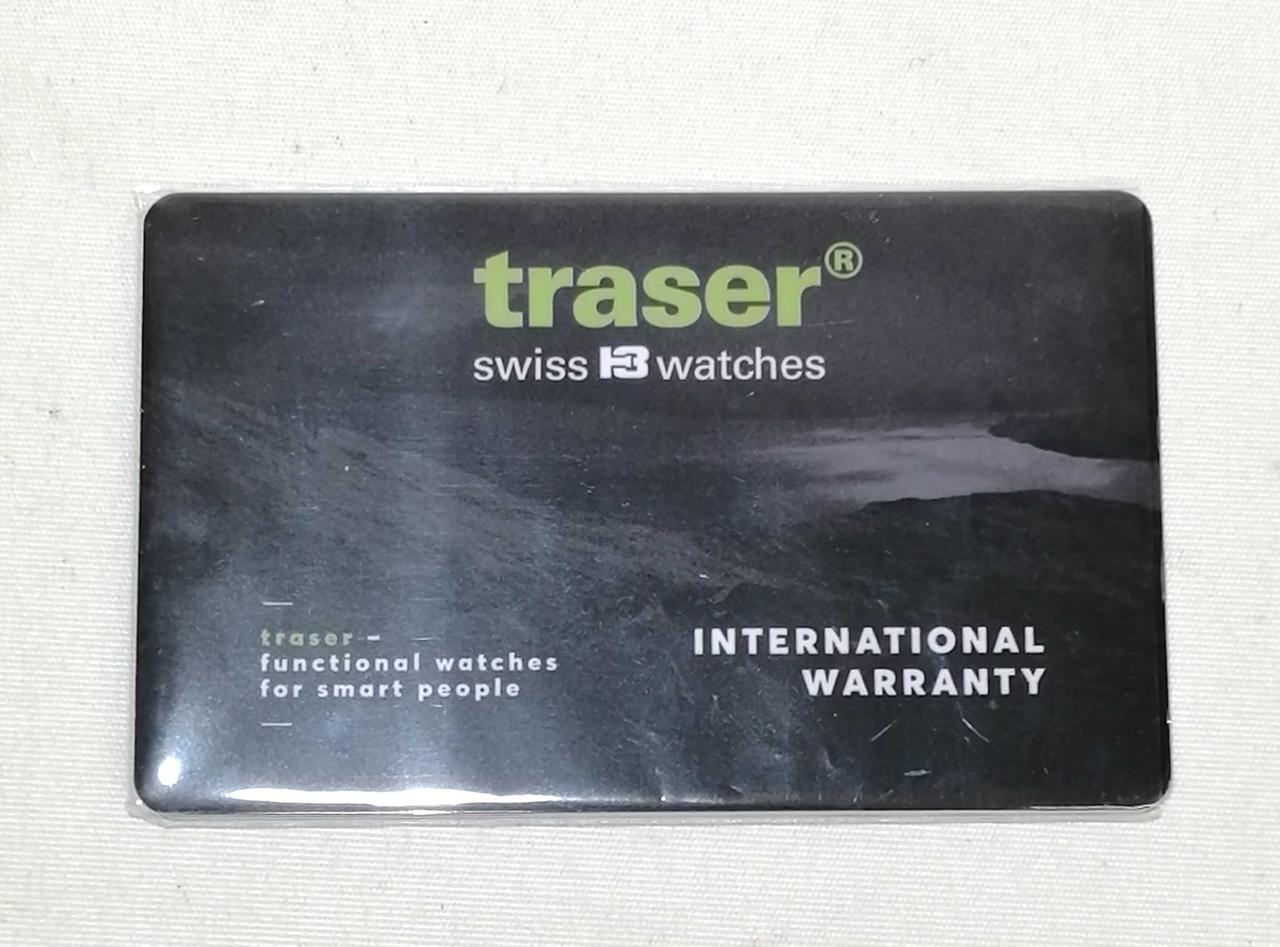 traser®
swiss H3 watches
traser –
functional watches
for smart people
INTERNATIONAL
WARRANTY